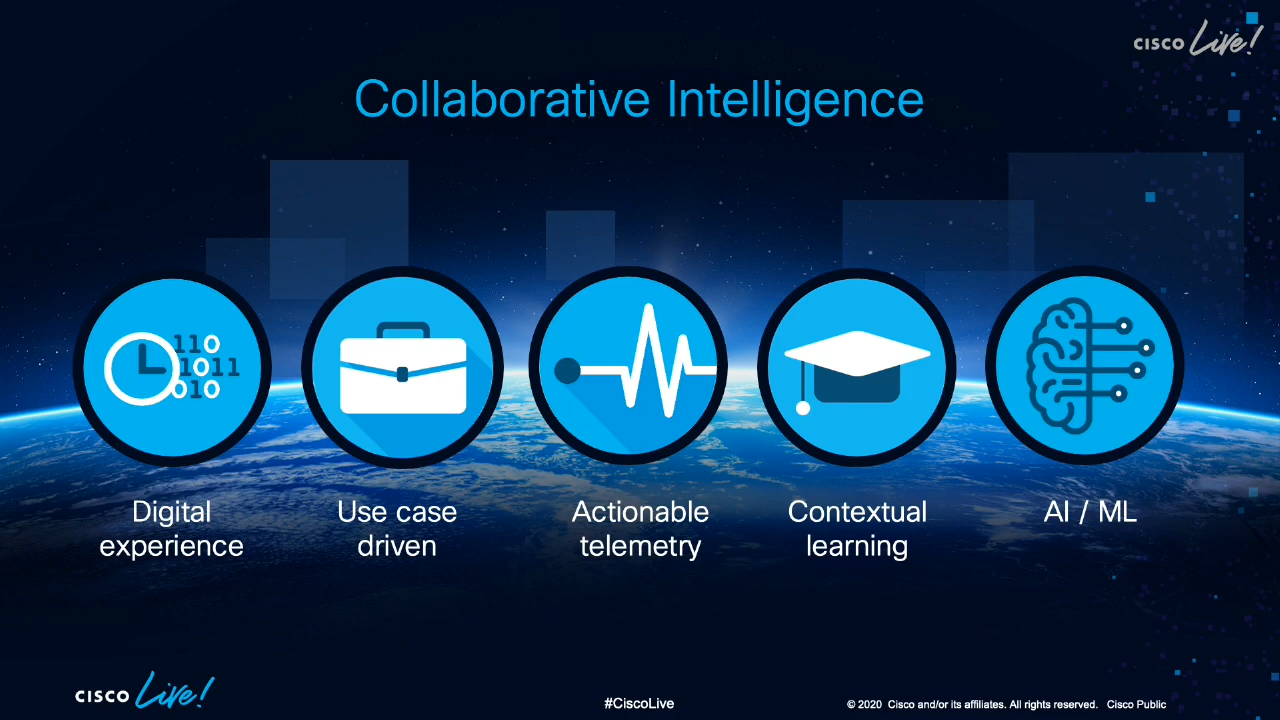 CISCO Live!
Collaborative Intelligence
110
1011
010
Digital
experience
Use case
driven
Actionable
telemetry
Contextual
learning
AI / ML
CISCO Live!
#CiscoLive
© 2020 Cisco and/or its affiliates. All rights reserved. Cisco Public